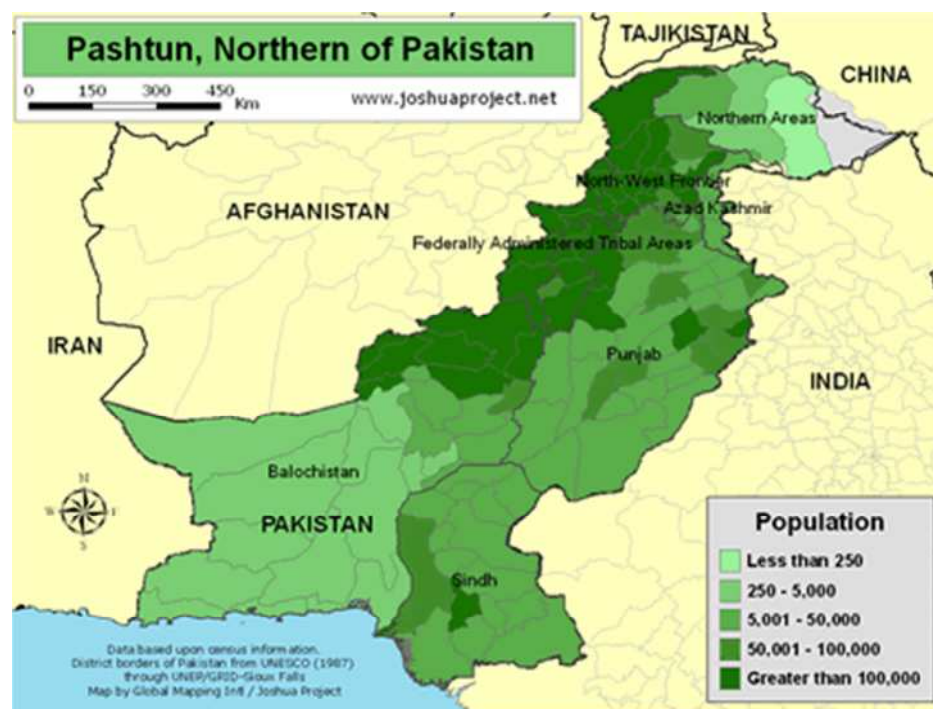 Pashtun, Northern of Pakistan
0 150 300 450
Km
www.joshuaproject.net
TAJIKISTAN
CHINA
Northern Areas
North-West Frontier
Azad Kashmir
AFGHANISTAN
Federally Administered Tribal Areas
IRAN
Punjab
INDIA
Balochistan
PAKISTAN
Sindh
N
W E
S
Population
Less than 250
250 - 5,000
5,001 - 50,000
50,001 - 100,000
Greater than 100,000
Data based upon census information.
District borders of Pakistan from UNESCO (1987)
through UNEP/GRID-Sioux Falls
Map by Global Mapping Intl / Joshua Project